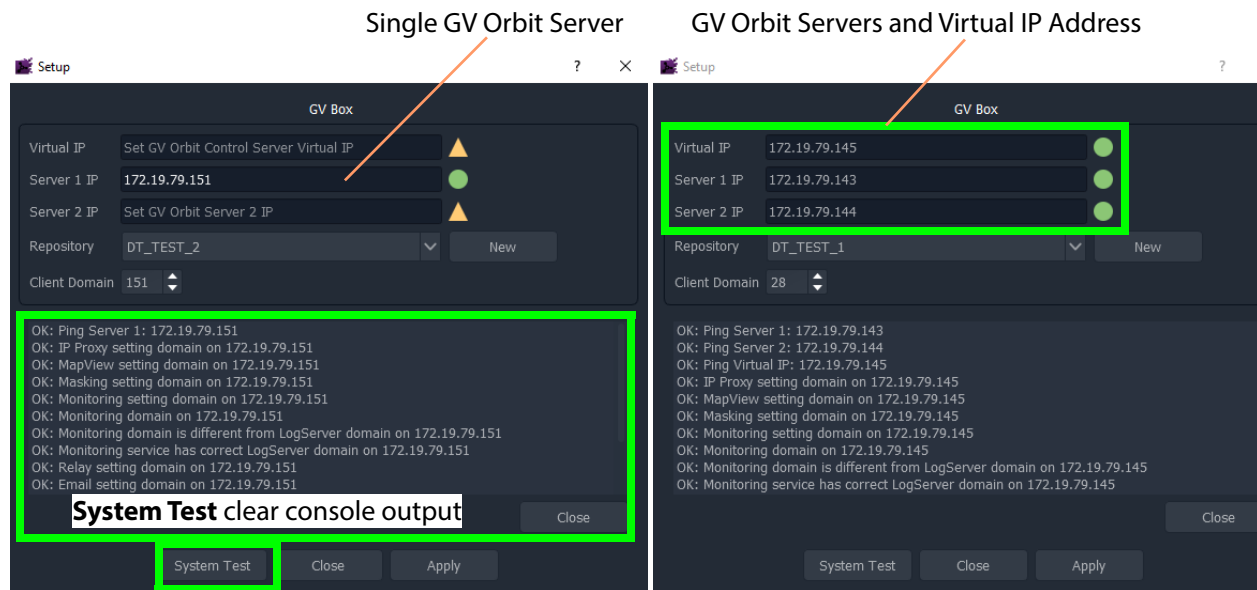 Single GV Orbit Server
GV Orbit Servers and Virtual IP Address
Setup ? ×
GV Box
Virtual IP Set GV Orbit Control Server Virtual IP
Server 1 IP 172.19.79.151
Server 2 IP Set GV Orbit Server 2 IP
Repository DT_TEST_2 New
Client Domain 151
OK: Ping Server 1: 172.19.79.151
OK: IP Proxy setting domain on 172.19.79.151
OK: MapView setting domain on 172.19.79.151
OK: Masking setting domain on 172.19.79.151
OK: Monitoring setting domain on 172.19.79.151
OK: Monitoring domain on 172.19.79.151
OK: Monitoring domain is different from LogServer domain on 172.19.79.151
OK: Monitoring service has correct LogServer domain on 172.19.79.151
OK: Relay setting domain on 172.19.79.151
OK: Email setting domain on 172.19.79.151
System Test clear console output
Close
System Test Close Apply
Setup ?
GV Box
Virtual IP 172.19.79.145
Server 1 IP 172.19.79.143
Server 2 IP 172.19.79.144
Repository DT_TEST_1 New
Client Domain 28
OK: Ping Server 1: 172.19.79.143
OK: Ping Server 2: 172.19.79.144
OK: Ping Virtual IP: 172.19.79.145
OK: IP Proxy setting domain on 172.19.79.145
OK: MapView setting domain on 172.19.79.145
OK: Masking setting domain on 172.19.79.145
OK: Monitoring setting domain on 172.19.79.145
OK: Monitoring domain on 172.19.79.145
OK: Monitoring domain is different from LogServer domain on 172.19.79.145
OK: Monitoring service has correct LogServer domain on 172.19.79.145
Close
System Test Close Apply